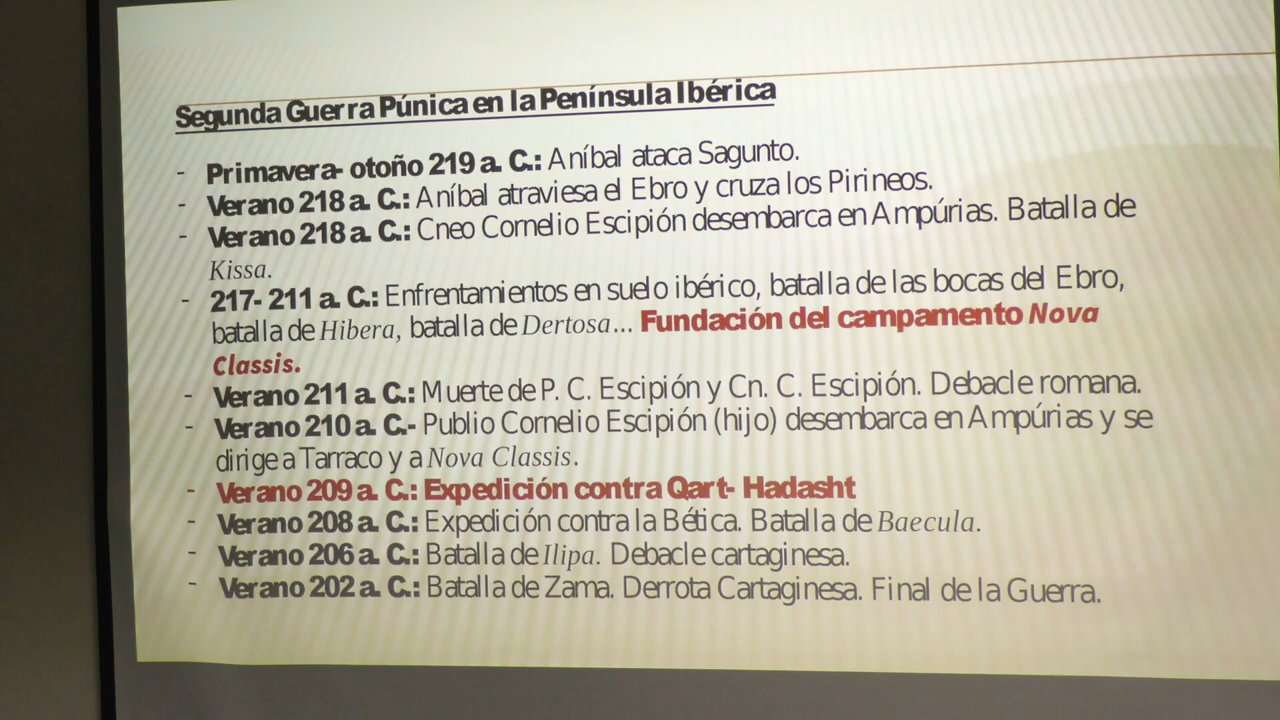 Segunda Guerra Púnica en la Península Ibérica
- Primavera- otoño 219 a. C.: Aníbal ataca Sagunto.
- Verano 218 a. C.: Aníbal atraviesa el Ebro y cruza los Pirineos.
- Verano 218 a. C.: Cneo Cornelio Escipión desembarca en Ampúrias. Batalla de
Kissa.
- 217- 211 a. C.: Enfrentamientos en suelo ibérico, batalla de las bocas del Ebro,
batalla de Hibera, batalla de Dertosa... Fundación del campamento Nova
Classis.
- Verano 211 a. C.: Muerte de P. C. Escipión y Cn. C. Escipión. Debacle romana.
- Verano 210 a. C.- Publio Cornelio Escipión (hijo) desembarca en Ampúrias y se
dirige a Tarraco y a Nova Classis.
- Verano 209 a. C.: Expedición contra Qart- Hadasht
- Verano 208 a. C.: Expedición contra la Bética. Batalla de Baecula.
- Verano 206 a. C.: Batalla de Ilipa. Debacle cartaginesa.
- Verano 202 a. C.: Batalla de Zama. Derrota Cartaginesa. Final de la Guerra.